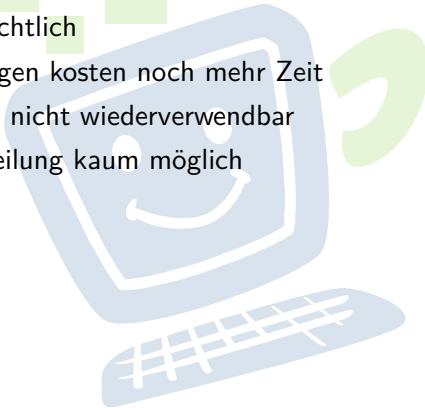 chtlich
gen kosten noch mehr Zeit
nicht wiederverwendbar
eilung kaum möglich